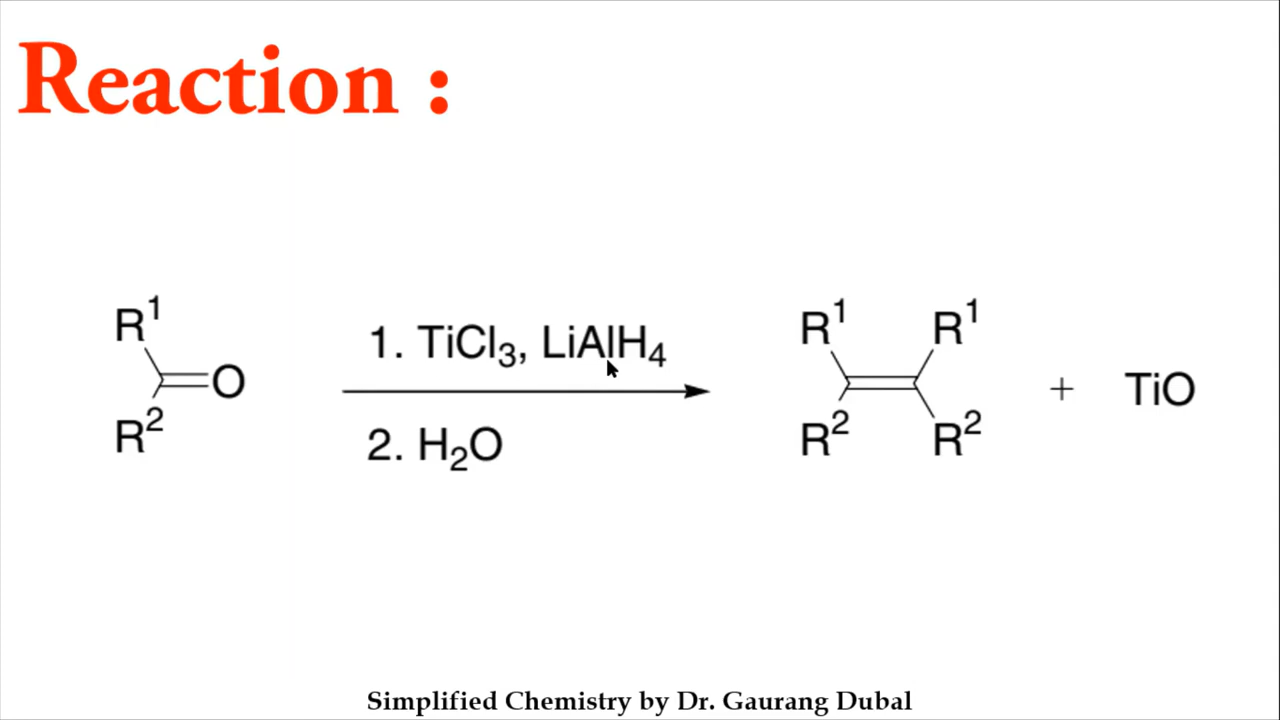 Reaction :
R¹
R²
O
1. TiCl₃, LiAlH₄
2. H₂O
R¹ R¹
R² R²
+ TiO
Simplified Chemistry by Dr. Gaurang Dubal